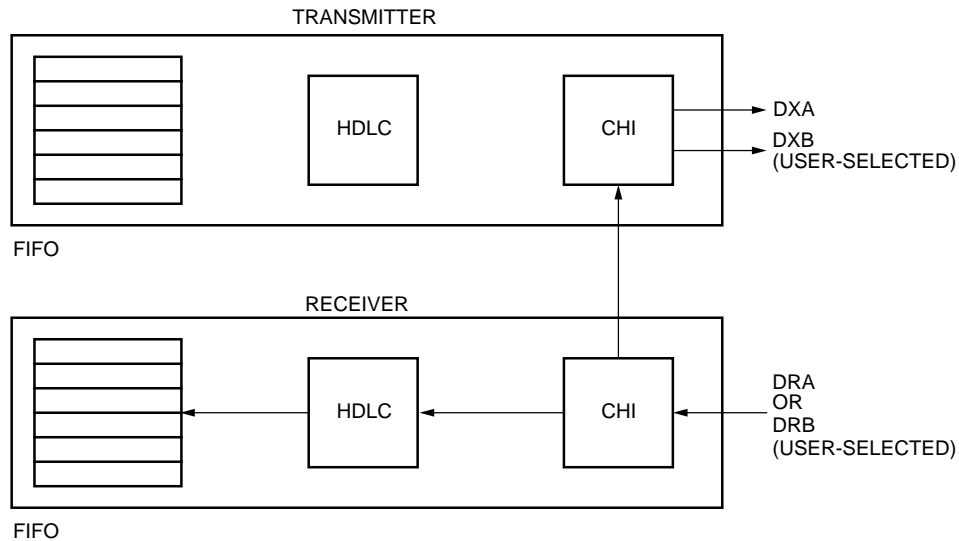 TRANSMITTER
HDLC
CHI
DXA
DXB
(USER-SELECTED)
FIFO
RECEIVER
HDLC
CHI
DRA
OR
DRB
(USER-SELECTED)
FIFO